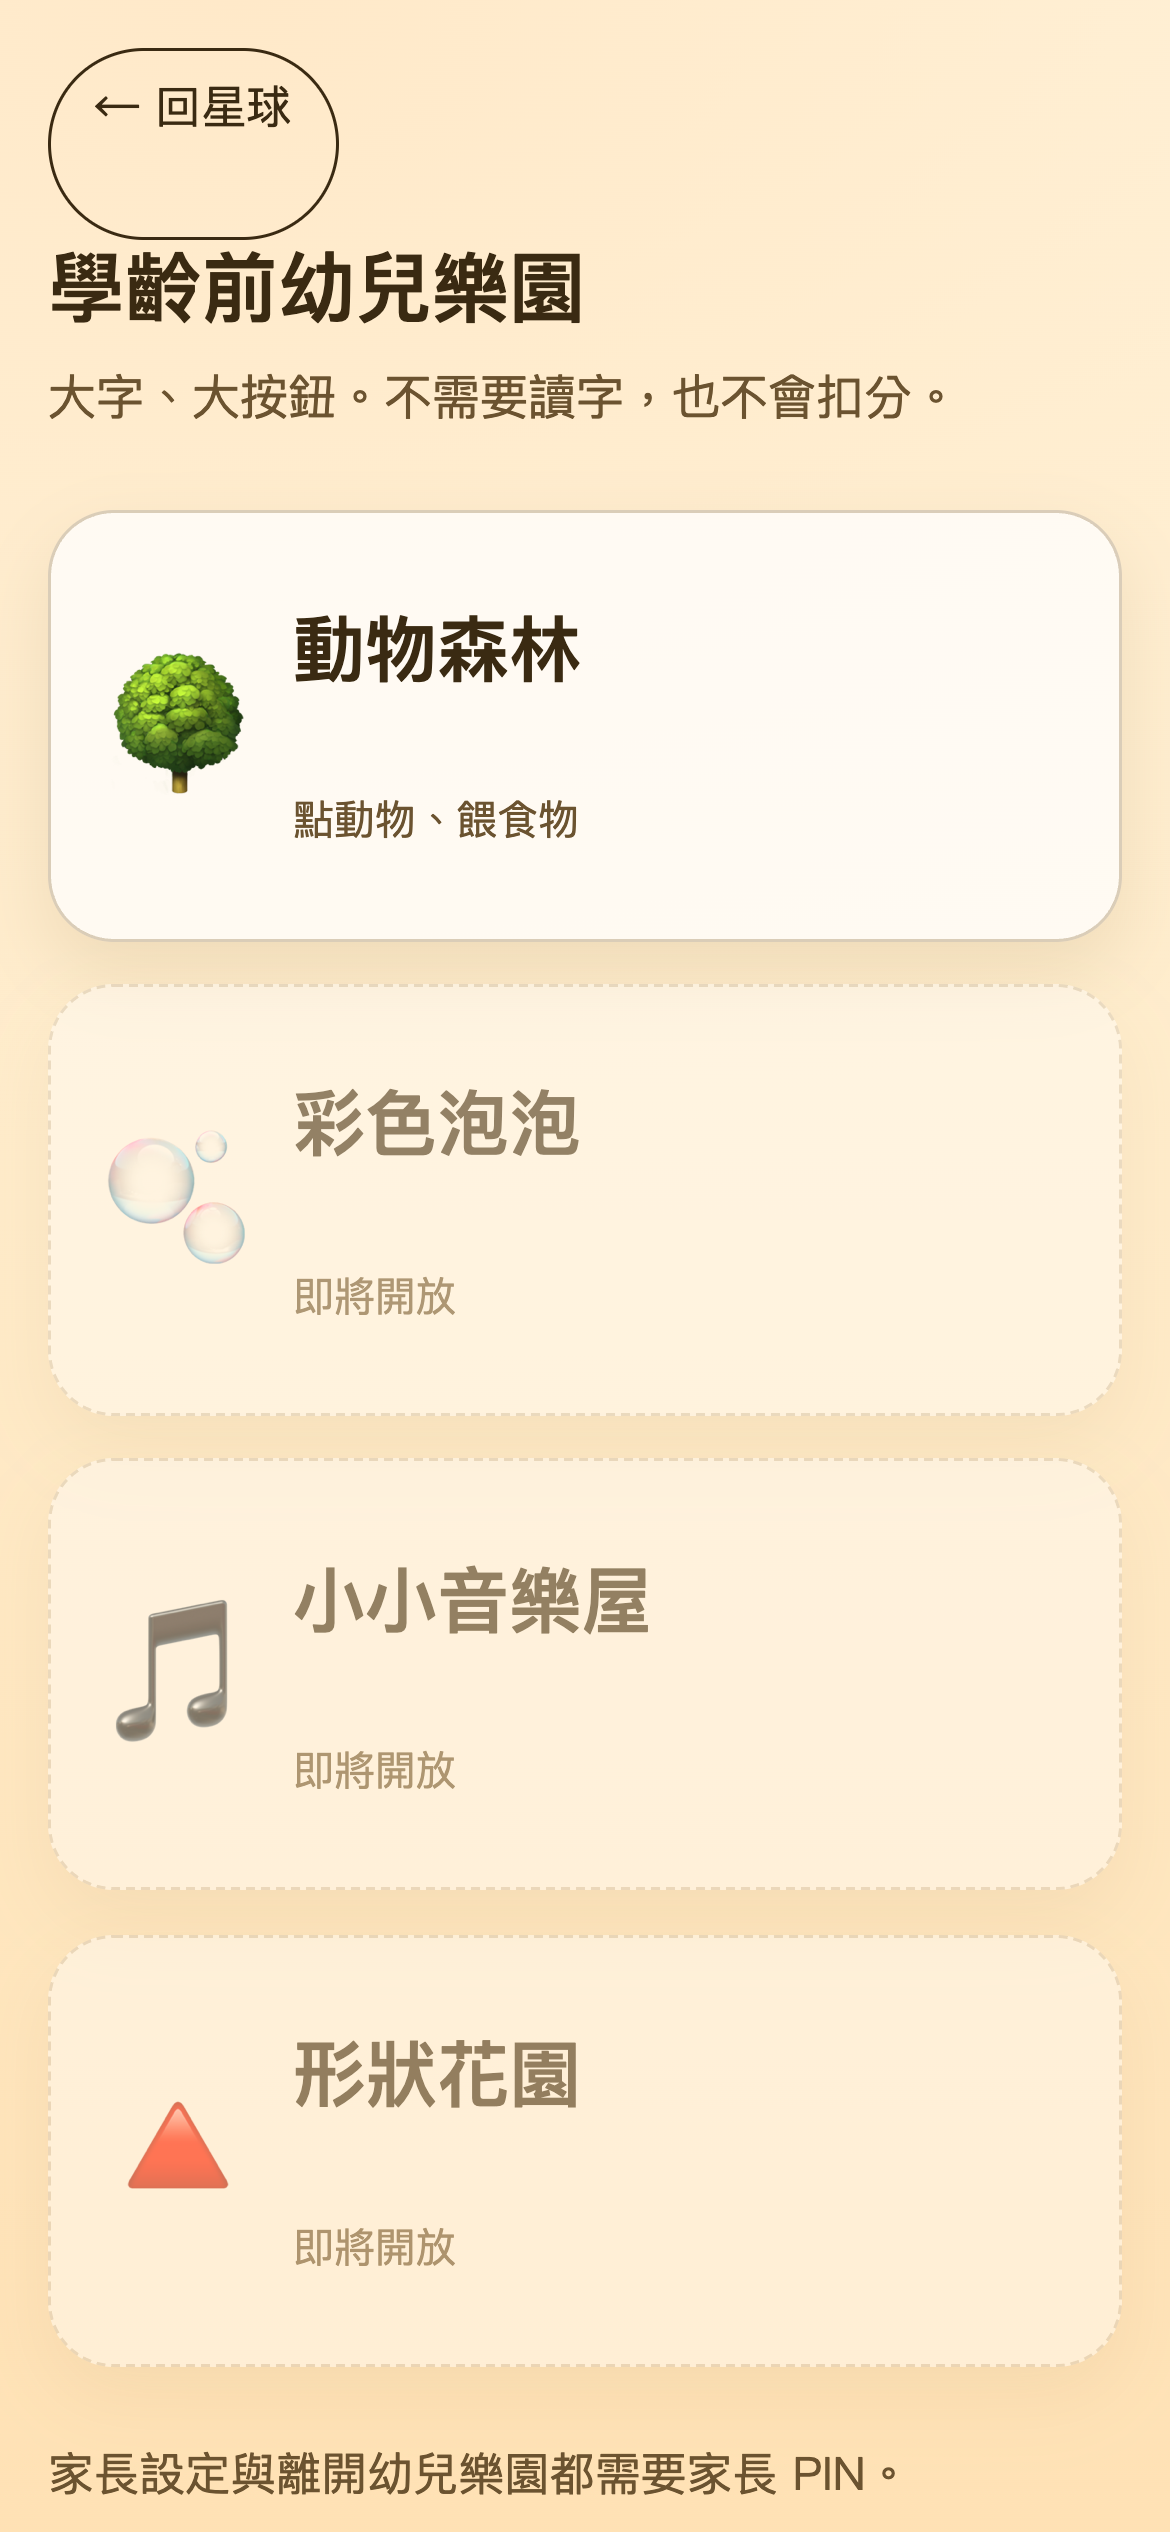 ← 回星球
學齡前幼兒樂園
大字、大按鈕。不需要讀字，也不會扣分。
動物森林
點動物、餵食物
彩色泡泡
即將開放
小小音樂屋
即將開放
形狀花園
即將開放
家長設定與離開幼兒樂園都需要家長 PIN。